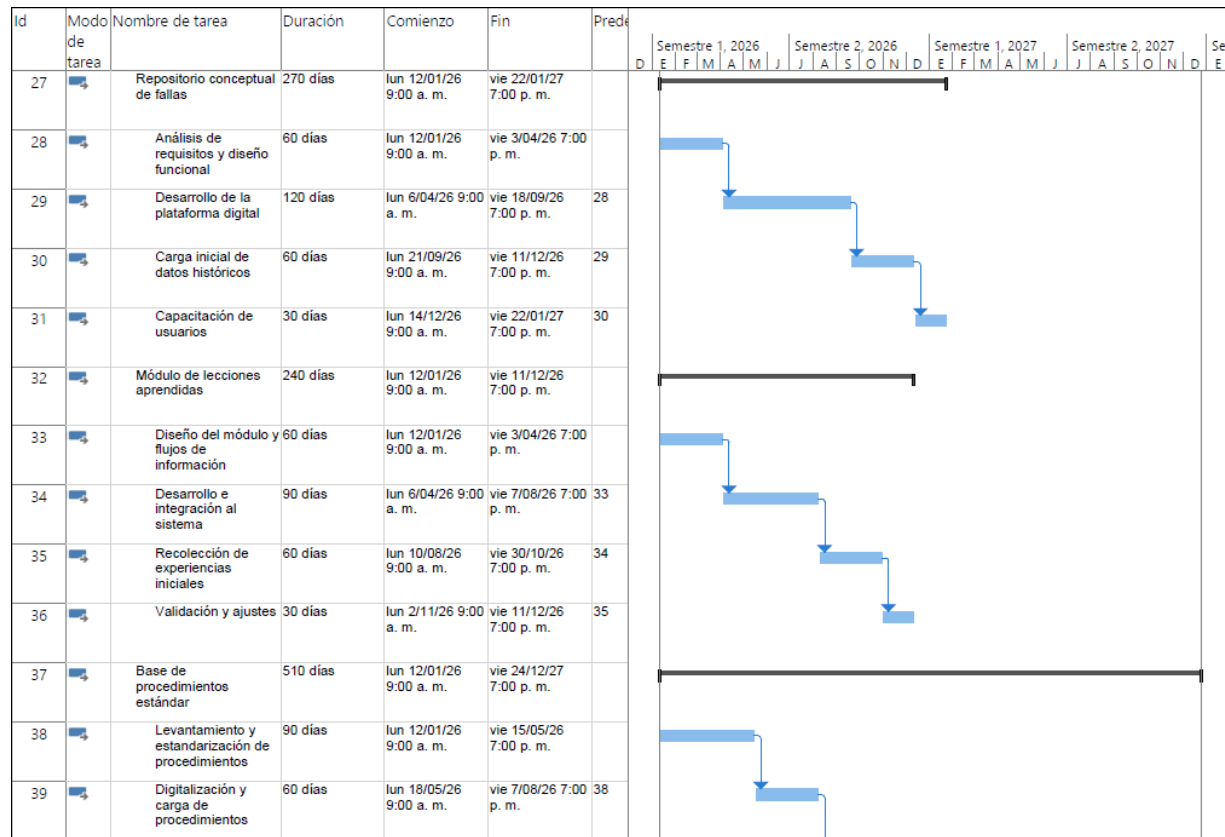 Id Modo de tarea Nombre de tarea Duración Comienzo Fin Prede
Semestre 1, 2026 Semestre 2, 2026 Semestre 1, 2027 Semestre 2, 2027 Se
D E F M A M J J A S O N D E F M A M J J A S O N D E
27 Repositorio conceptual de fallas 270 días lun 12/01/26 9:00 a. m. vie 22/01/27 7:00 p. m.
28 Análisis de requisitos y diseño funcional 60 días lun 12/01/26 9:00 a. m. vie 3/04/26 7:00 p. m.
29 Desarrollo de la plataforma digital 120 días lun 6/04/26 9:00 a. m. vie 18/09/26 7:00 p. m. 28
30 Carga inicial de datos históricos 60 días lun 21/09/26 9:00 a. m. vie 11/12/26 7:00 p. m. 29
31 Capacitación de usuarios 30 días lun 14/12/26 9:00 a. m. vie 22/01/27 7:00 p. m. 30
32 Módulo de lecciones aprendidas 240 días lun 12/01/26 9:00 a. m. vie 11/12/26 7:00 p. m.
33 Diseño del módulo y flujos de información 60 días lun 12/01/26 9:00 a. m. vie 3/04/26 7:00 p. m.
34 Desarrollo e integración al sistema 90 días lun 6/04/26 9:00 a. m. vie 7/08/26 7:00 p. m. 33
35 Recolección de experiencias iniciales 60 días lun 10/08/26 9:00 a. m. vie 30/10/26 7:00 p. m. 34
36 Validación y ajustes 30 días lun 2/11/26 9:00 a. m. vie 11/12/26 7:00 p. m. 35
37 Base de procedimientos estándar 510 días lun 12/01/26 9:00 a. m. vie 24/12/27 7:00 p. m.
38 Levantamiento y estandarización de procedimientos 90 días lun 12/01/26 9:00 a. m. vie 15/05/26 7:00 p. m.
39 Digitalización y carga de procedimientos 60 días lun 18/05/26 9:00 a. m. vie 7/08/26 7:00 p. m. 38